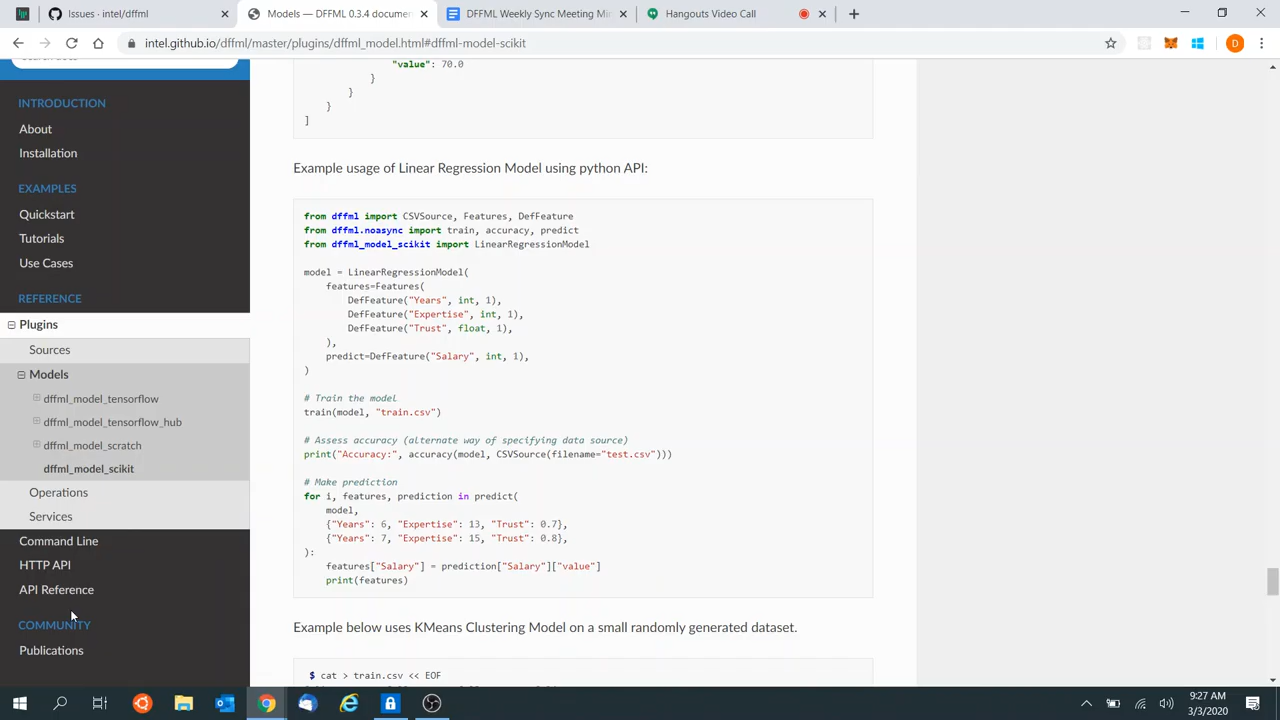 Issues · intel/dffml
Models — DFFML 0.3.4 documen
DFFML Weekly Sync Meeting Min
Hangouts Video Call
intel.github.io/dffml/master/plugins/dffml_model.html#dffml-model-scikit
D
INTRODUCTION
About
Installation
EXAMPLES
Quickstart
Tutorials
Use Cases
REFERENCE
Plugins
Sources
Models
dffml_model_tensorflow
dffml_model_tensorflow_hub
dffml_model_scratch
dffml_model_scikit
Operations
Services
Command Line
HTTP API
API Reference
COMMUNITY
Publications
"value": 70.0
}
}
}
]
Example usage of Linear Regression Model using python API:
from dffml import CSVSource, Features, DefFeature
from dffml.noasync import train, accuracy, predict
from dffml_model_scikit import LinearRegressionModel
model = LinearRegressionModel(
features=Features(
DefFeature("Years", int, 1),
DefFeature("Expertise", int, 1),
DefFeature("Trust", float, 1),
),
predict=DefFeature("Salary", int, 1),
)
# Train the model
train(model, "train.csv")
# Assess accuracy (alternate way of specifying data source)
print("Accuracy:", accuracy(model, CSVSource(filename="test.csv")))
# Make prediction
for i, features, prediction in predict(
model,
{"Years": 6, "Expertise": 13, "Trust": 0.7},
{"Years": 7, "Expertise": 15, "Trust": 0.8},
):
features["Salary"] = prediction["Salary"]["value"]
print(features)
Example below uses KMeans Clustering Model on a small randomly generated dataset.
$ cat > train.csv << EOF
9:27 AM
3/3/2020